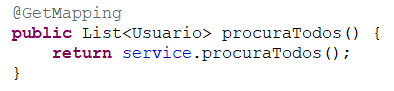 @GetMapping
public List<Usuario> procuraTodos() {
    return service.procuraTodos();
}